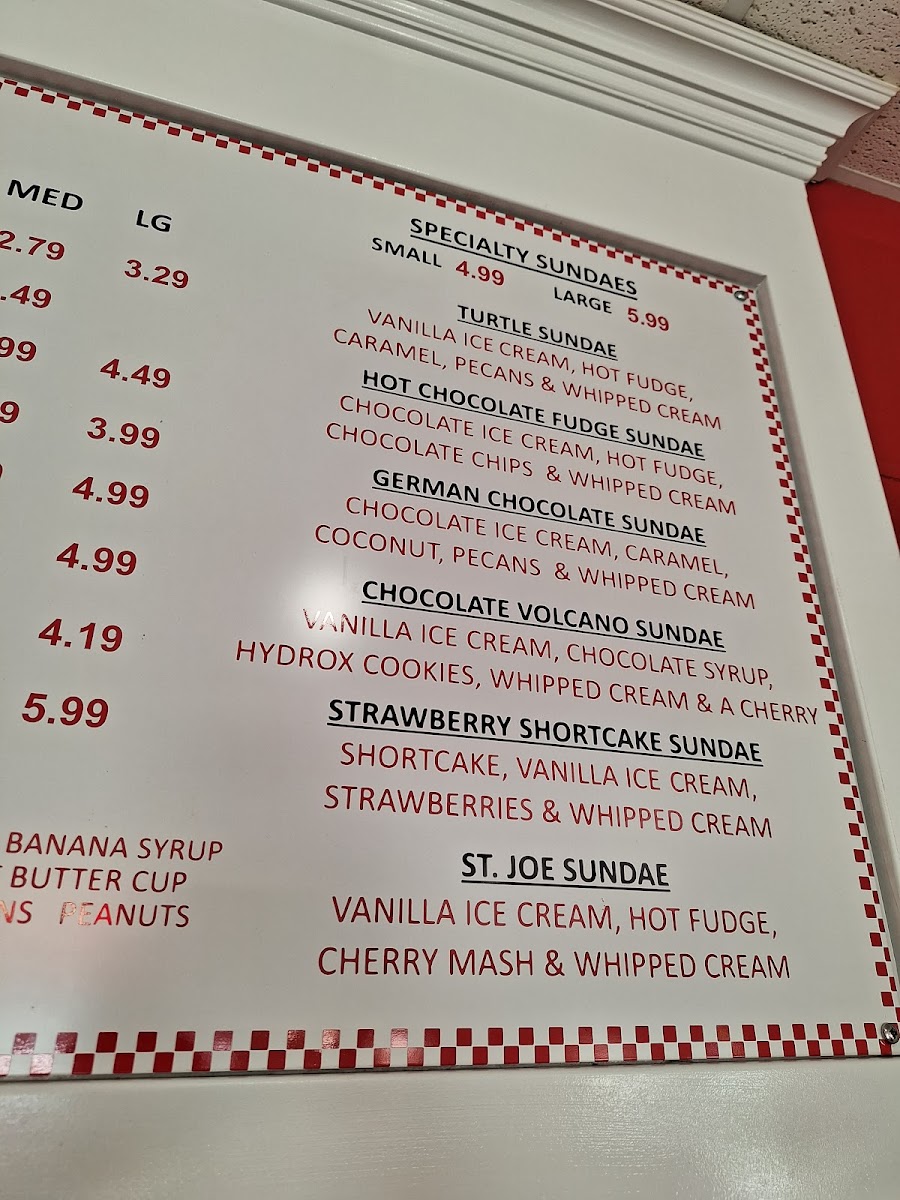 MED LG
2.79 3.29
.49
99 4.49
9 3.99
4.99
4.99
4.19
5.99
BANANA SYRUP
BUTTER CUP
NS PEANUTS
SPECIALTY SUNDAES
SMALL 4.99 LARGE 5.99
TURTLE SUNDAE
VANILLA ICE CREAM, HOT FUDGE,
CARAMEL, PECANS & WHIPPED CREAM
HOT CHOCOLATE FUDGE SUNDAE
CHOCOLATE ICE CREAM, HOT FUDGE,
CHOCOLATE CHIPS & WHIPPED CREAM
GERMAN CHOCOLATE SUNDAE
CHOCOLATE ICE CREAM, CARAMEL,
COCONUT, PECANS & WHIPPED CREAM
CHOCOLATE VOLCANO SUNDAE
VANILLA ICE CREAM, CHOCOLATE SYRUP,
HYDROX COOKIES, WHIPPED CREAM & A CHERRY
STRAWBERRY SHORTCAKE SUNDAE
SHORTCAKE, VANILLA ICE CREAM,
STRAWBERRIES & WHIPPED CREAM
ST. JOE SUNDAE
VANILLA ICE CREAM, HOT FUDGE,
CHERRY MASH & WHIPPED CREAM